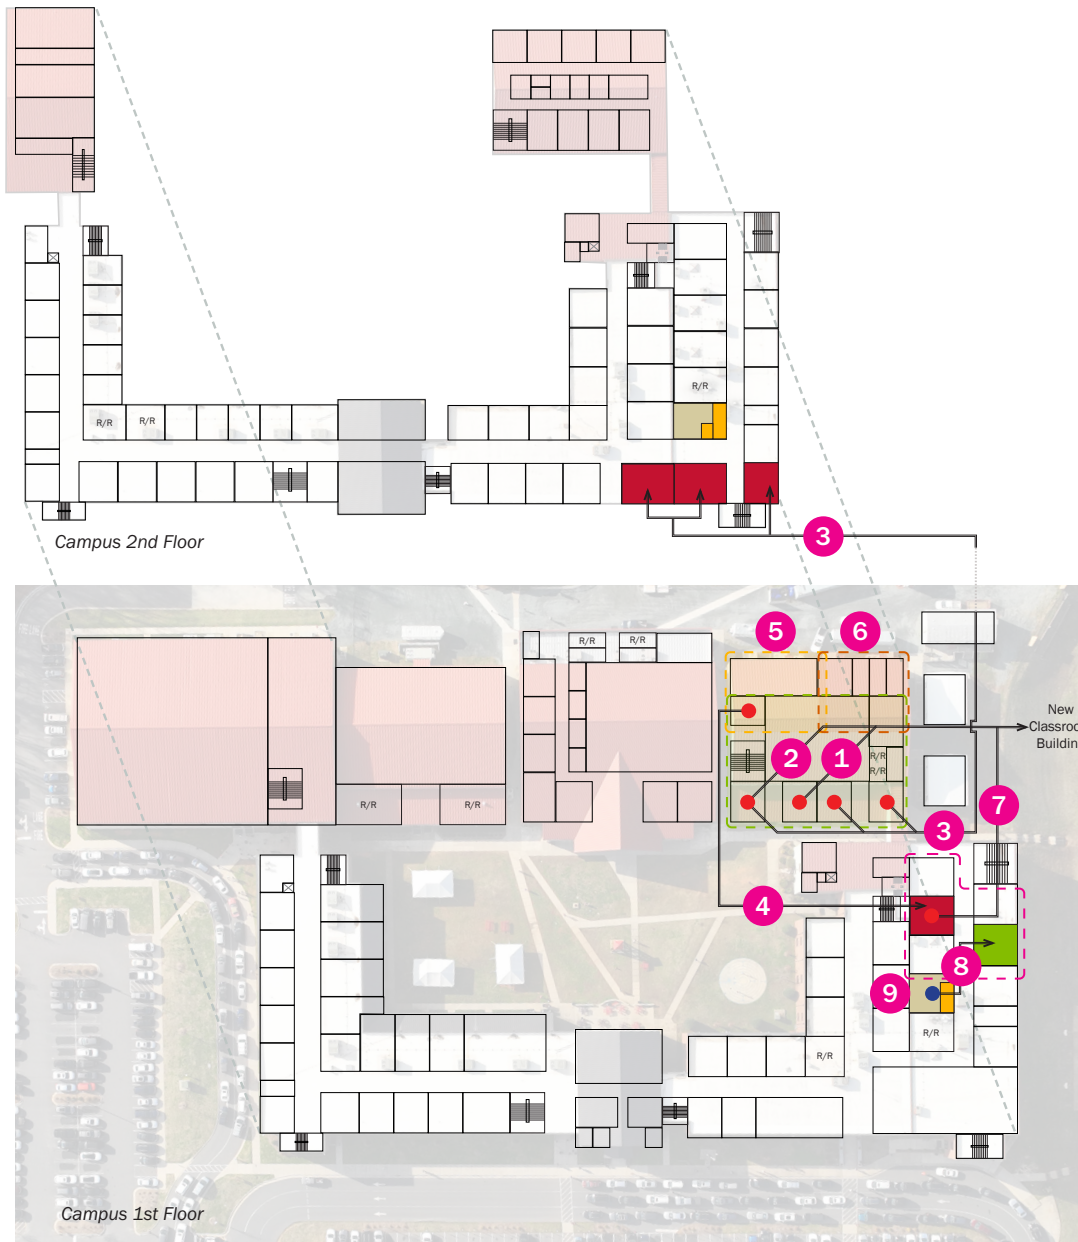 R/R
R/R
R/R
Campus 2nd Floor
3
5
6
R/R
R/R
New
Classroo
Buildin
2
1
R/R
R/R
R/R
R/R
7
3
4
8
9
R/R
R/R
Campus 1st Floor